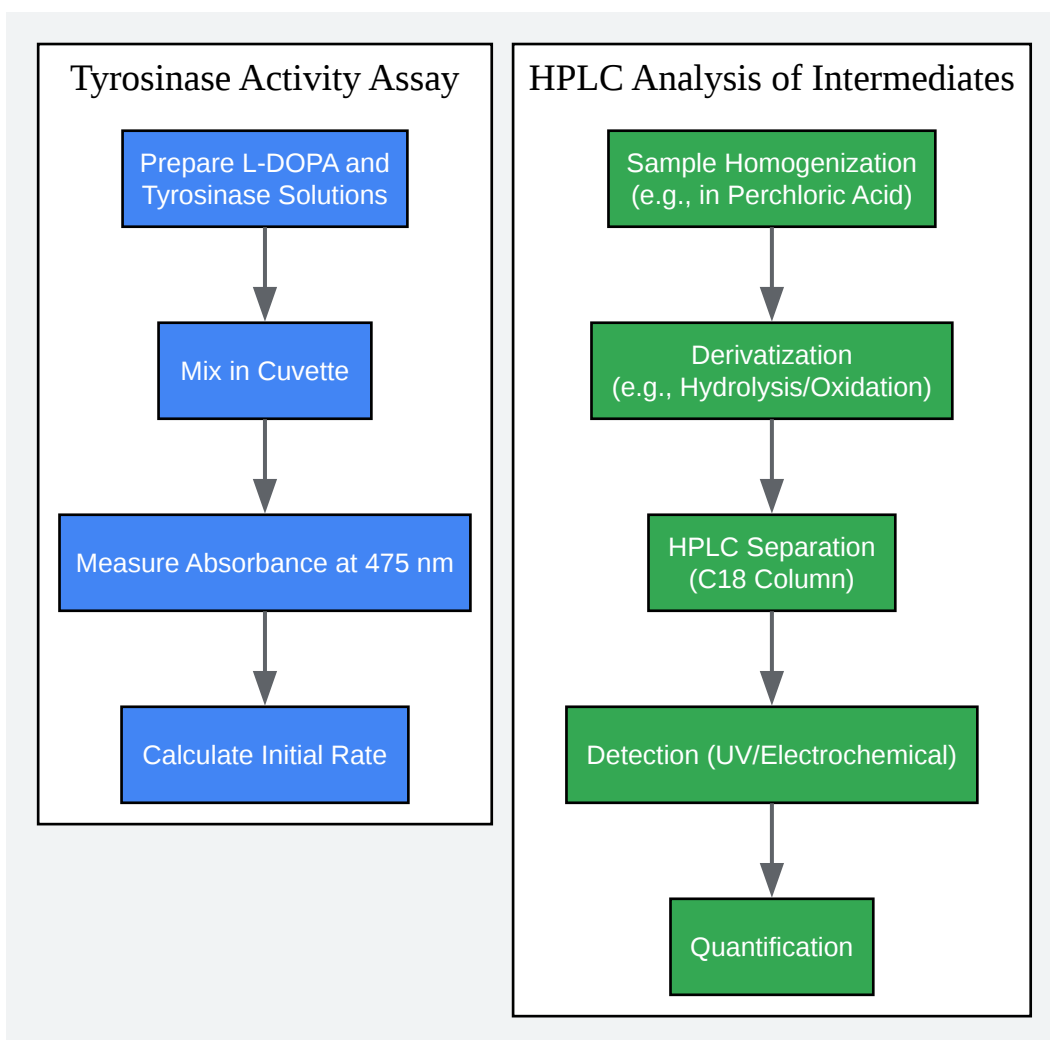 Tyrosinase Activity Assay
Prepare L-DOPA and
Tyrosinase Solutions
Mix in Cuvette
Measure Absorbance at 475 nm
Calculate Initial Rate
HPLC Analysis of Intermediates
Sample Homogenization
(e.g., in Perchloric Acid)
Derivatization
(e.g., Hydrolysis/Oxidation)
HPLC Separation
(C18 Column)
Detection (UV/Electrochemical)
Quantification